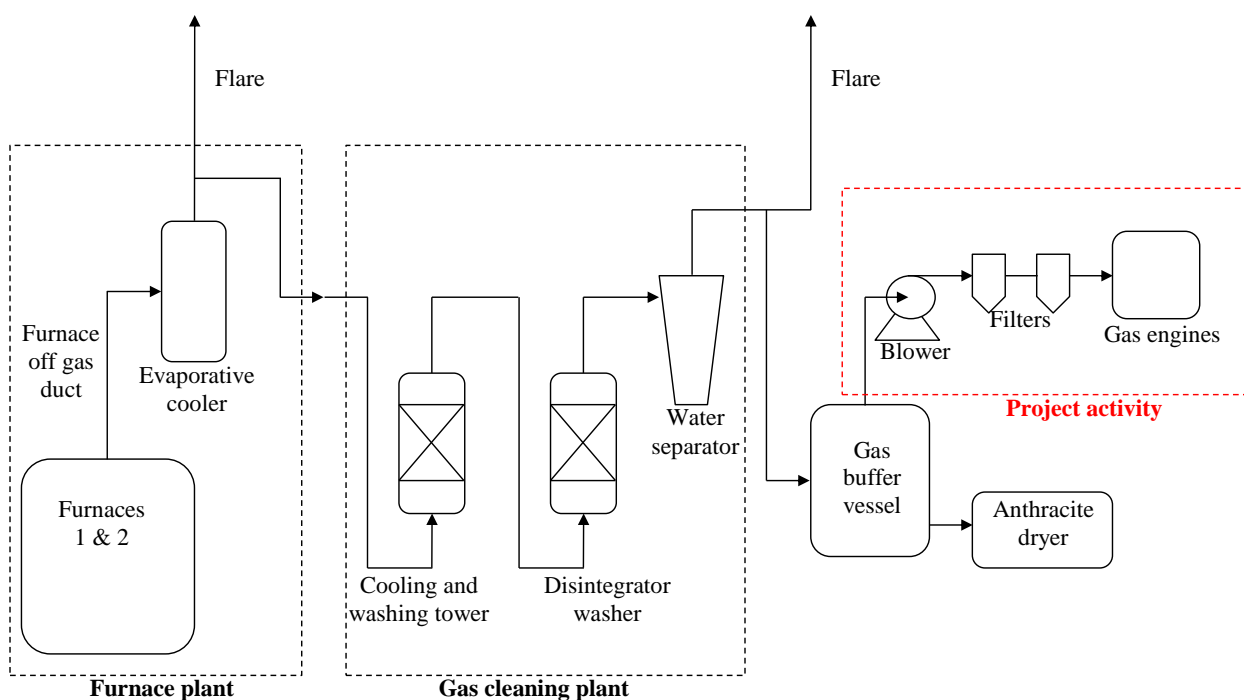 Flare
Flare
Furnace
off gas
duct
Evaporative
cooler
Furnaces
1 & 2
Furnace plant
Cooling and
washing tower
Disintegrator
washer
Water
separator
Gas cleaning plant
Blower
Filters
Gas engines
Project activity
Gas
buffer
vessel
Anthracite
dryer